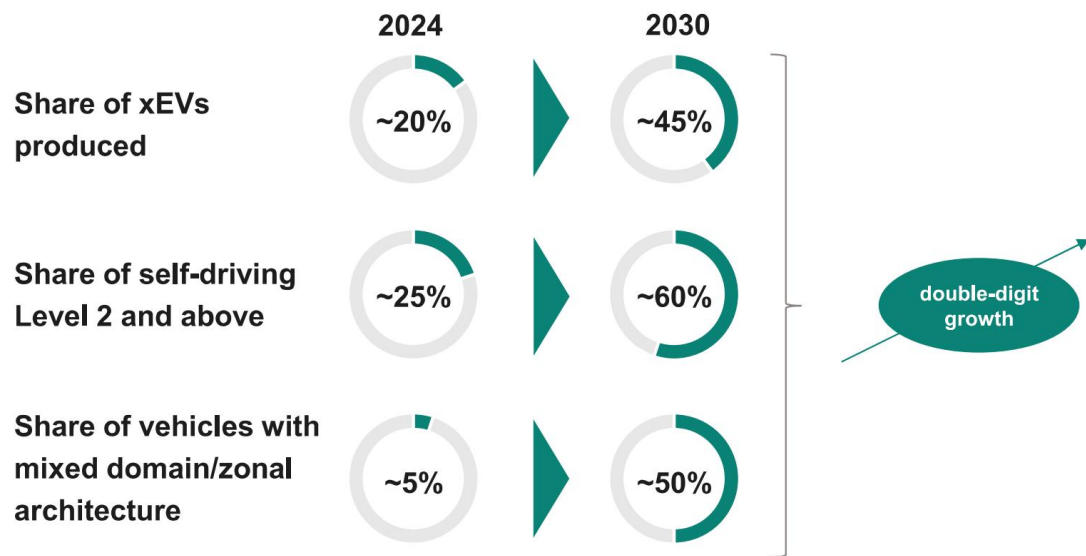 2024
2030
Share of xEVs
produced
~20%
~45%
Share of self-driving
Level 2 and above
~25%
~60%
double-digit
growth
Share of vehicles with
mixed domain/zonal
architecture
~5%
~50%